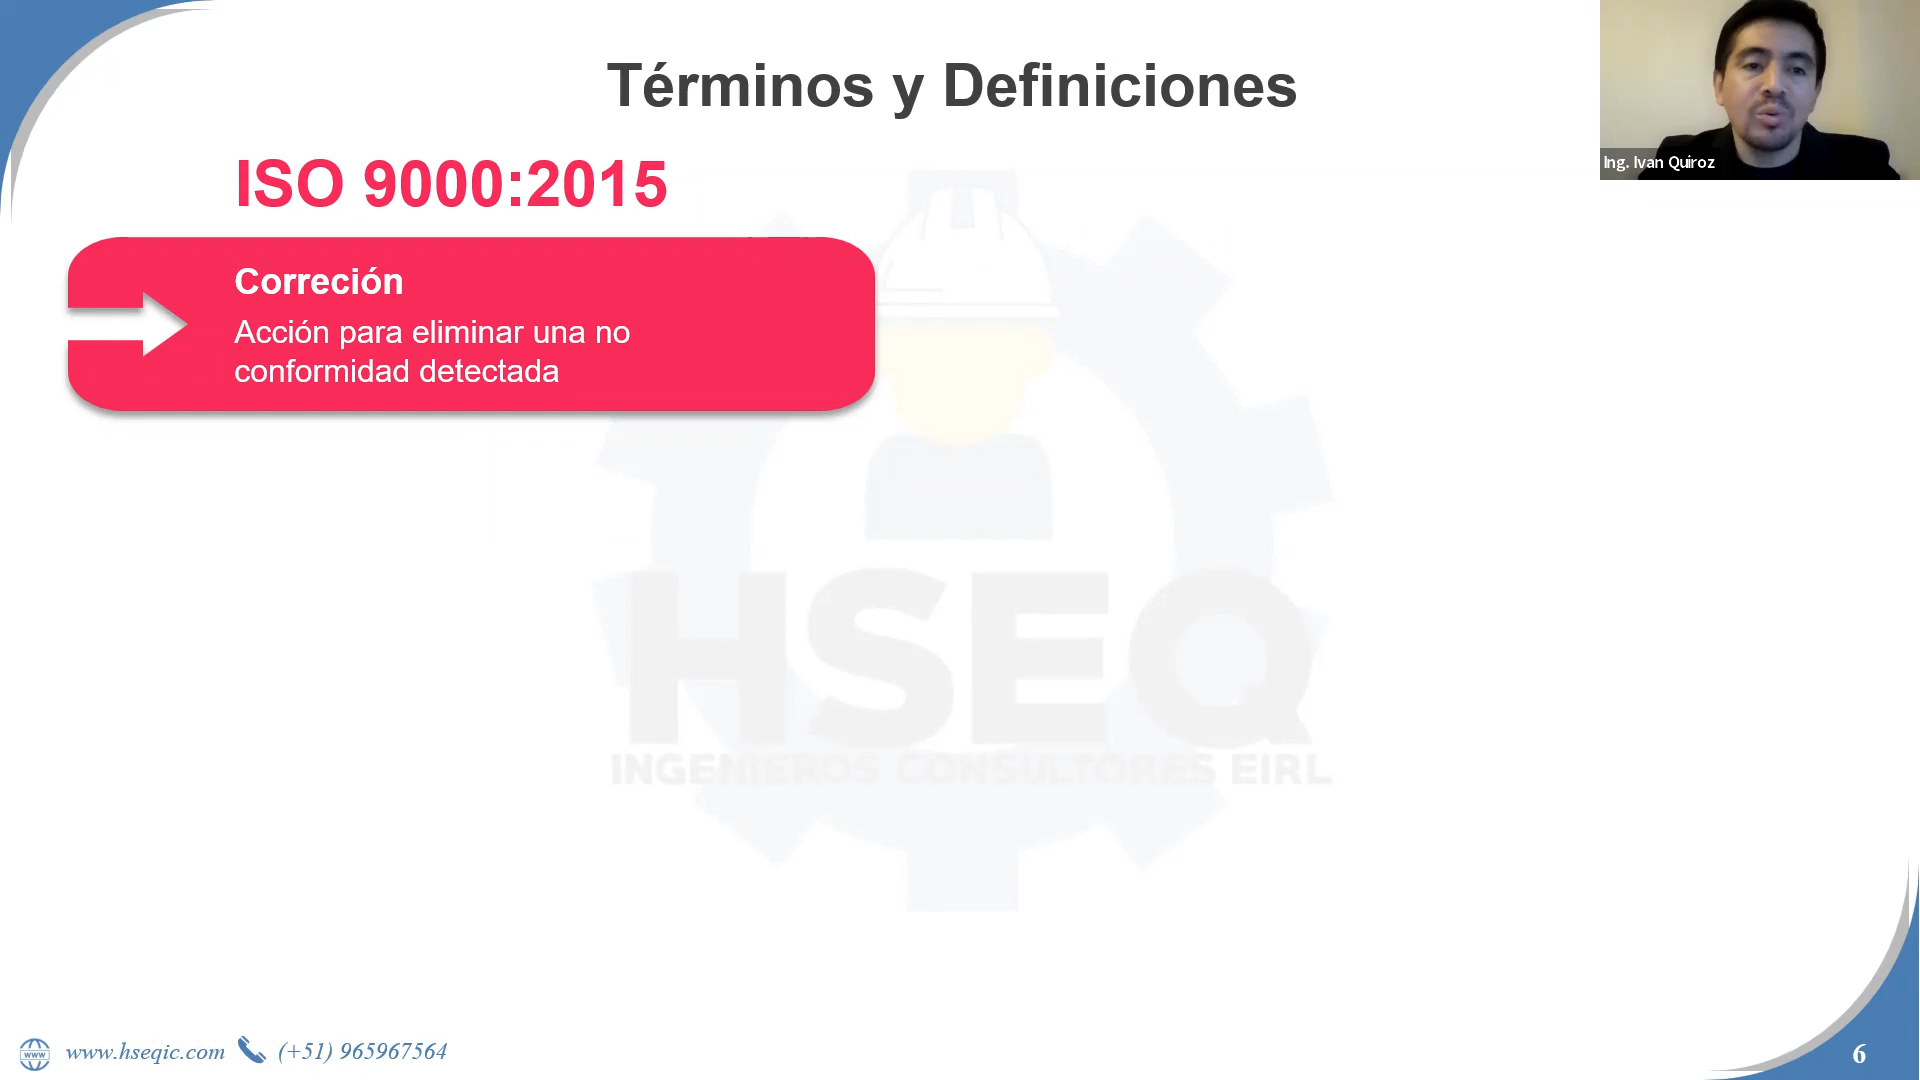 Términos y Definiciones
Ing. Ivan Quiroz
ISO 9000:2015
Correción
Acción para eliminar una no
conformidad detectada
HSEQ
INGENIEROS CONSULTORES EIRL
www
www.hseqic.com (+51) 965967564
6